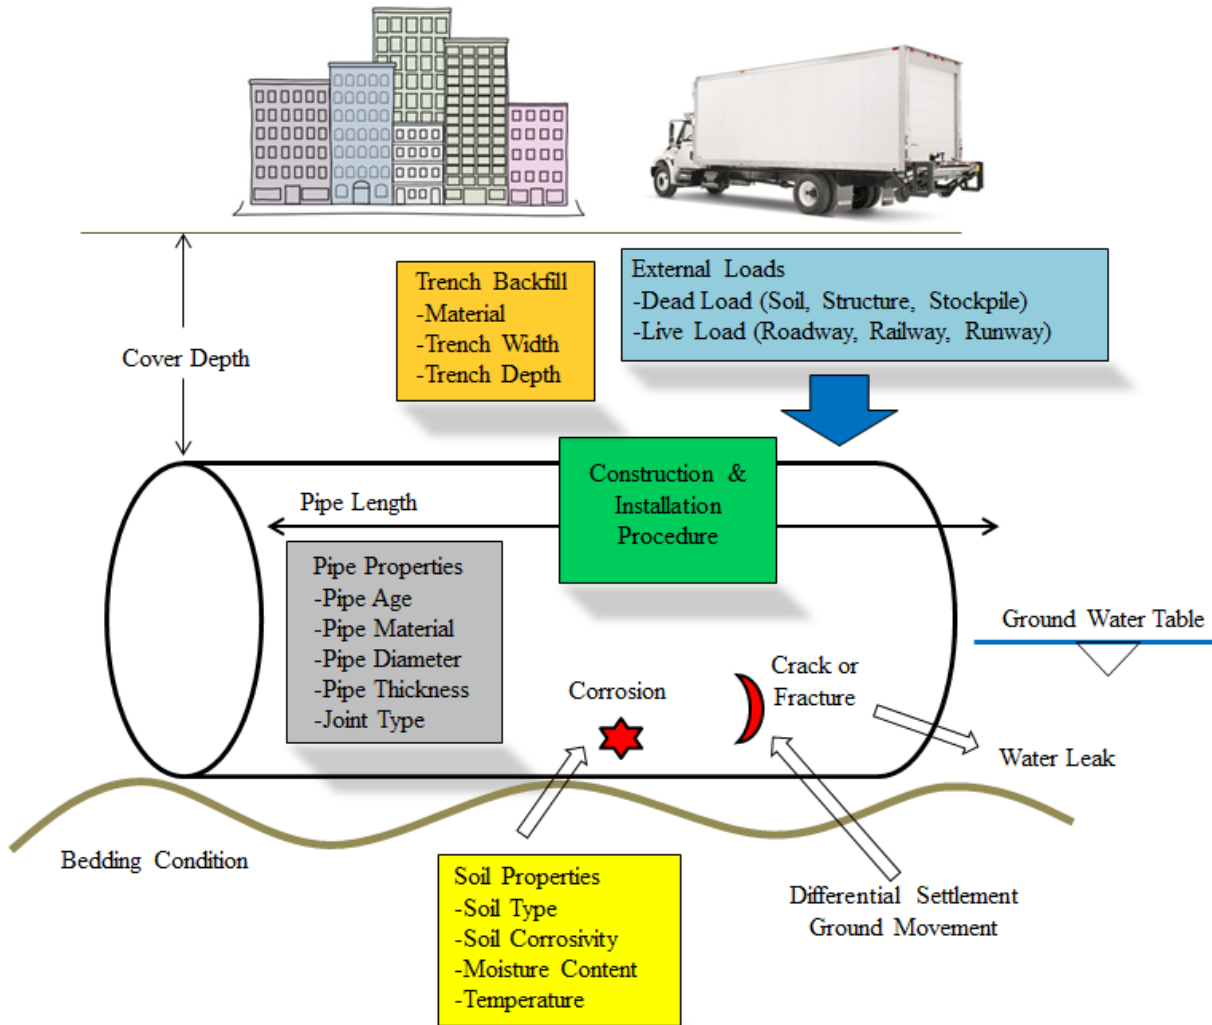 Trench Backfill
-Material
-Trench Width
-Trench Depth
External Loads
-Dead Load (Soil, Structure, Stockpile)
-Live Load (Roadway, Railway, Runway)
Cover Depth
Construction &
Installation
Procedure
Pipe Length
Pipe Properties
-Pipe Age
-Pipe Material
-Pipe Diameter
-Pipe Thickness
-Joint Type
Ground Water Table
Corrosion
Crack or
Fracture
Water Leak
Bedding Condition
Soil Properties
-Soil Type
-Soil Corrosivity
-Moisture Content
-Temperature
Differential Settlement
Ground Movement